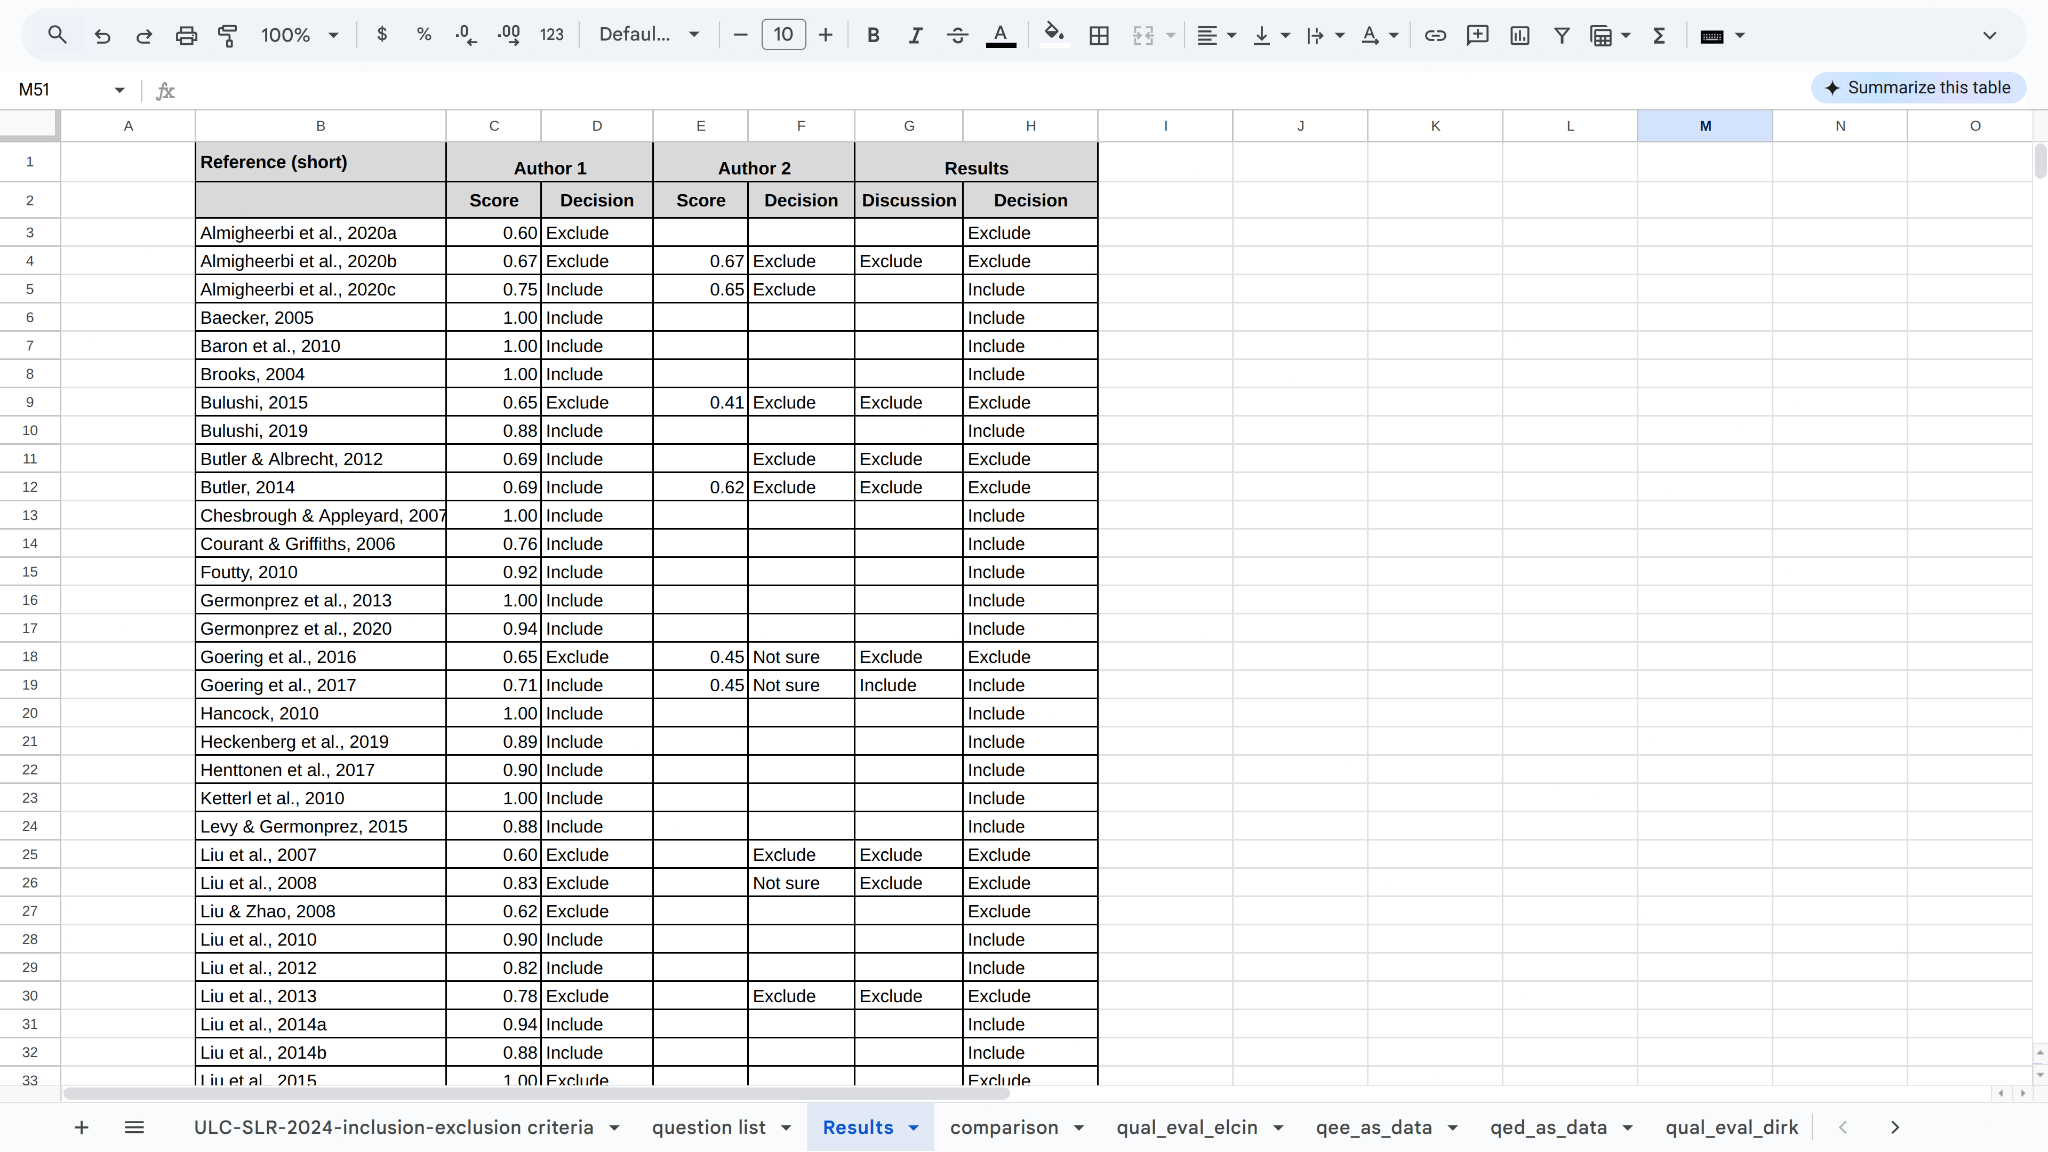 100% $ % .0 .00 123 Defaul... 10 B I A
M51 fx Summarize this table
A B C D E F G H I J K L M N O
1 Reference (short) Author 1 Author 2 Results
2 Score Decision Score Decision Discussion Decision
3 Almigheerbi et al., 2020a 0.60 Exclude Exclude
4 Almigheerbi et al., 2020b 0.67 Exclude 0.67 Exclude Exclude Exclude
5 Almigheerbi et al., 2020c 0.75 Include 0.65 Exclude Include
6 Baecker, 2005 1.00 Include Include
7 Baron et al., 2010 1.00 Include Include
8 Brooks, 2004 1.00 Include Include
9 Bulushi, 2015 0.65 Exclude 0.41 Exclude Exclude Exclude
10 Bulushi, 2019 0.88 Include Include
11 Butler & Albrecht, 2012 0.69 Include Exclude Exclude Exclude
12 Butler, 2014 0.69 Include 0.62 Exclude Exclude Exclude
13 Chesbrough & Appleyard, 2007 1.00 Include Include
14 Courant & Griffiths, 2006 0.76 Include Include
15 Foutty, 2010 0.92 Include Include
16 Germonprez et al., 2013 1.00 Include Include
17 Germonprez et al., 2020 0.94 Include Include
18 Goering et al., 2016 0.65 Exclude 0.45 Not sure Exclude Exclude
19 Goering et al., 2017 0.71 Include 0.45 Not sure Include Include
20 Hancock, 2010 1.00 Include Include
21 Heckenberg et al., 2019 0.89 Include Include
22 Henttonen et al., 2017 0.90 Include Include
23 Ketterl et al., 2010 1.00 Include Include
24 Levy & Germonprez, 2015 0.88 Include Include
25 Liu et al., 2007 0.60 Exclude Exclude Exclude Exclude
26 Liu et al., 2008 0.83 Exclude Not sure Exclude Exclude
27 Liu & Zhao, 2008 0.62 Exclude Exclude
28 Liu et al., 2010 0.90 Include Include
29 Liu et al., 2012 0.82 Include Include
30 Liu et al., 2013 0.78 Exclude Exclude Exclude Exclude
31 Liu et al., 2014a 0.94 Include Include
32 Liu et al., 2014b 0.88 Include Include
33 Liu et al., 2015 1.00 Exclude Exclude
ULC-SLR-2024-inclusion-exclusion criteria question list Results comparison qual_eval_elcin qee_as_data qed_as_data qual_eval_dirk